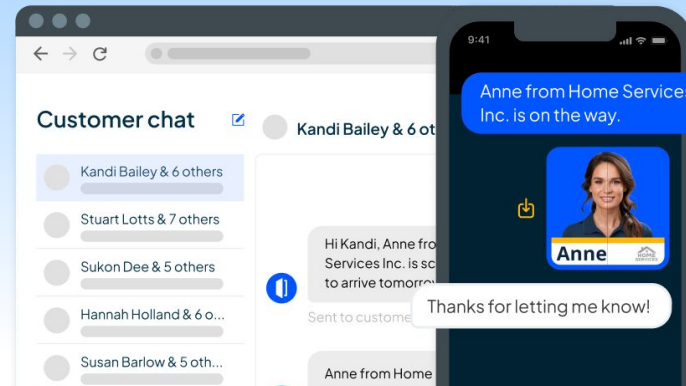 Customer chat
Kandi Bailey & 6 others
Stuart Lotts & 7 others
Sukon Dee & 5 others
Hannah Holland & 6 o...
Susan Barlow & 5 oth...
Kandi Bailey & 6 ot
Hi Kandi, Anne fro
Services Inc. is sc
to arrive tomorro
Sent to custome
Anne from Home
9:41
Anne from Home Services
Inc. is on the way.
Anne
HOME
SERVICES
Thanks for letting me know!